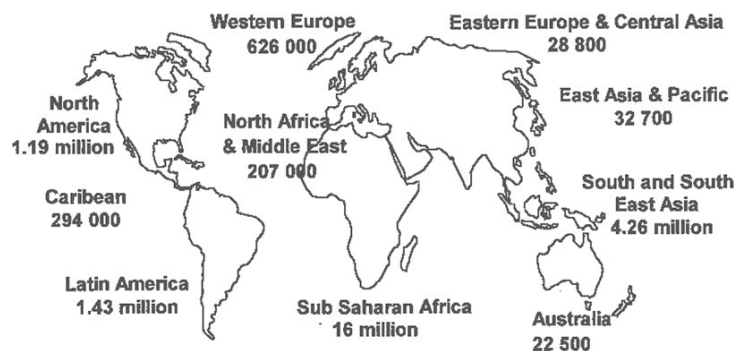 Western Europe
626 000
Eastern Europe & Central Asia
28 800
North
America
1.19 million
North Africa
& Middle East
207 000
East Asia & Pacific
32 700
Caribean
294 000
South and South
East Asia
4.26 million
Latin America
1.43 million
Sub Saharan Africa
16 million
Australia
22 500